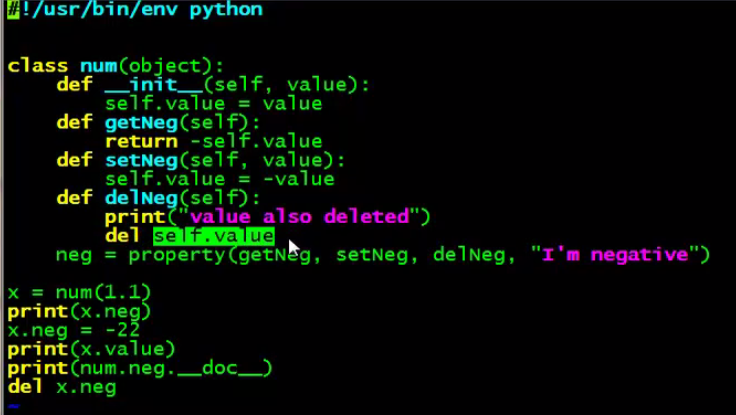 #!/usr/bin/env python
class num(object):
    def __init__(self, value):
        self.value = value
    def getNeg(self):
        return -self.value
    def setNeg(self, value):
        self.value = -value
    def delNeg(self):
        print("value also deleted")
        del self.value
    neg = property(getNeg, setNeg, delNeg, "I'm negative")
x = num(1.1)
print(x.neg)
x.neg = -22
print(x.value)
print(num.neg.__doc__)
del x.neg